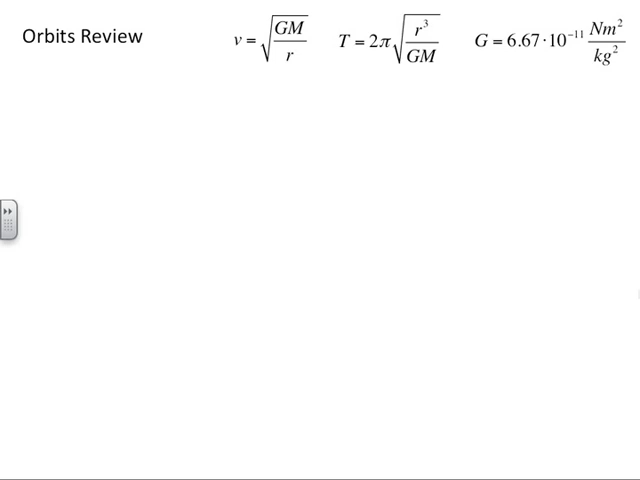 Orbits Review v = √(GM/r) T = 2π√(r³/GM) G = 6.67·10⁻¹¹ Nm²/kg²